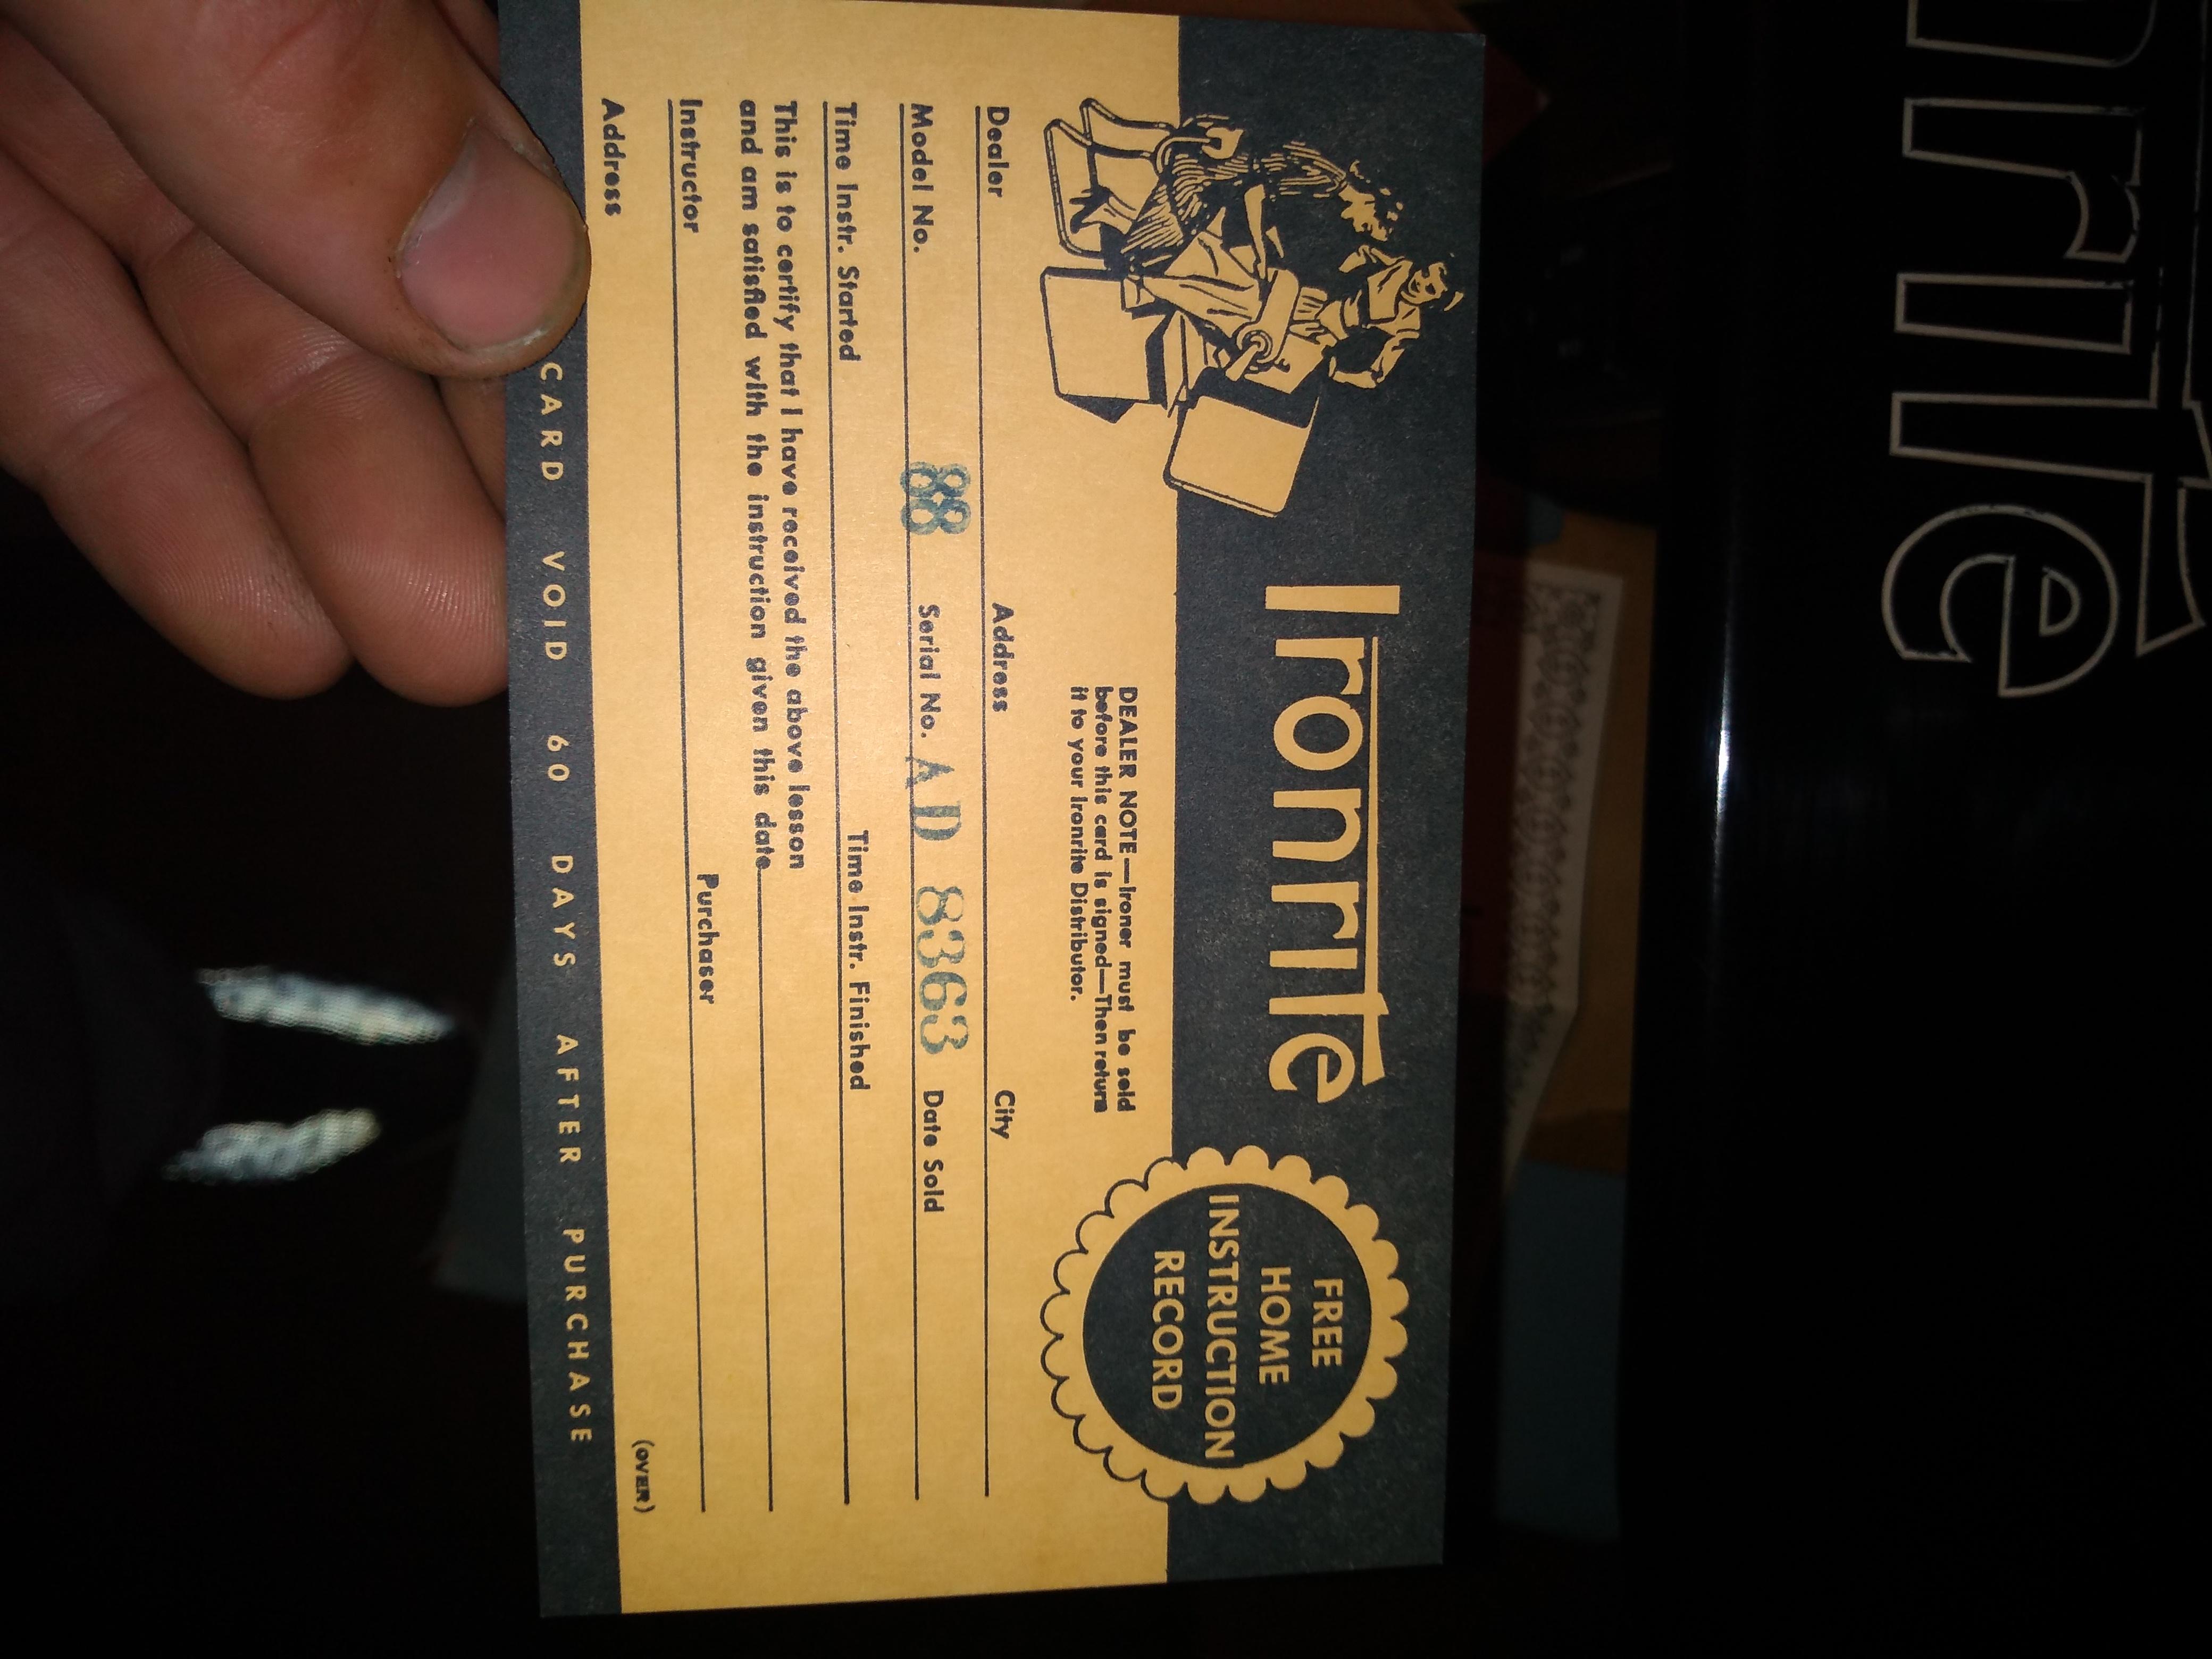 Ironrite
FREE
HOME
INSTRUCTION
RECORD
DEALER NOTE—Ironer must be sold
before this card is signed—Then return
it to your Ironrite Distributor.
Dealer Address City
Model No. 88 Serial No. AD 8363 Date Sold
Time Instr. Started Time Instr. Finished
This is to certify that I have received the above lesson
and am satisfied with the instruction given this date
Instructor Purchaser
Address
(OVER)
CARD VOID 60 DAYS AFTER PURCHASE
nrite